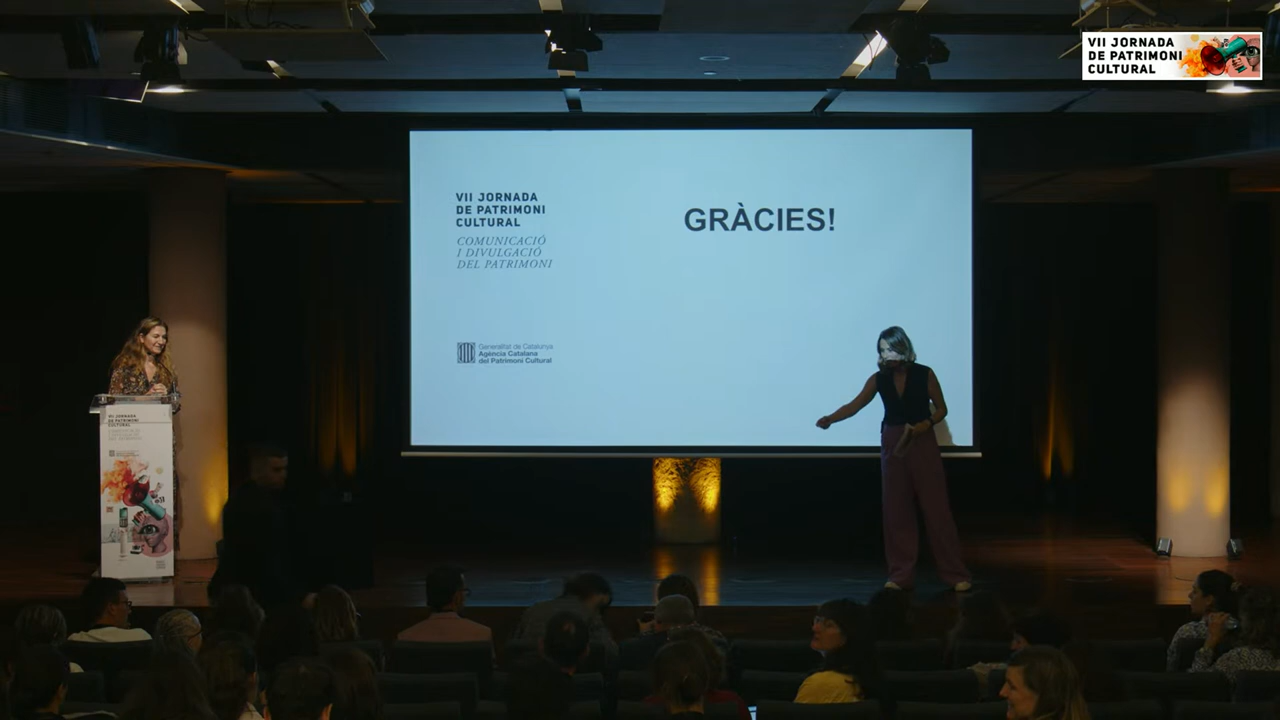 VII JORNADA
DE PATRIMONI
CULTURAL
VII JORNADA
DE PATRIMONI
CULTURAL
COMUNICACIÓ
I DIVULGACIÓ
DEL PATRIMONI
GRÀCIES!
Generalitat de Catalunya
Agència Catalana
del Patrimoni Cultural
VII JORNADA
DE PATRIMONI
CULTURAL